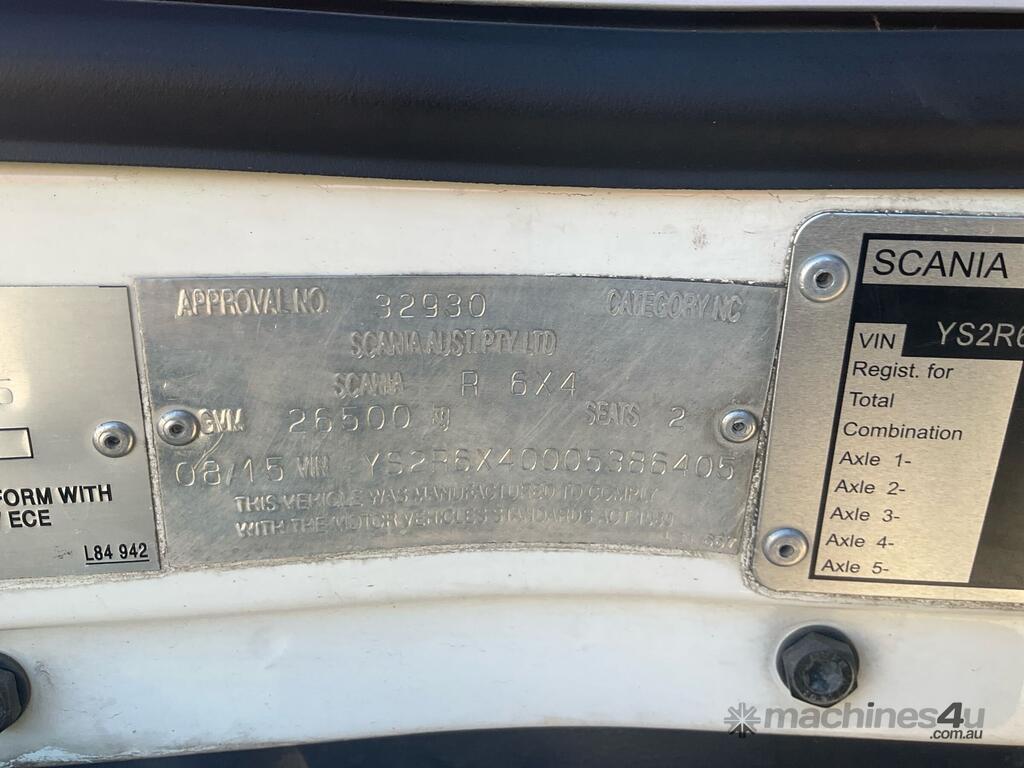 5
FORM WITH
ECE
L84 942
APPROVAL NO. 32930 CATEGORY NC
SCANIA AUST. PTY LTD
SCANIA R 6X4
GVM 26500 kg SEATS 2
08/15 VIN YS2R6X40005386405
THIS VEHICLE WAS MANUFACTURED TO COMPLY
WITH THE MOTOR VEHICLES STANDARDS ACT 1989
SCANIA
VIN YS2R6
Regist. for
Total
Combination
Axle 1-
Axle 2-
Axle 3-
Axle 4-
Axle 5-
machines4u
.com.au